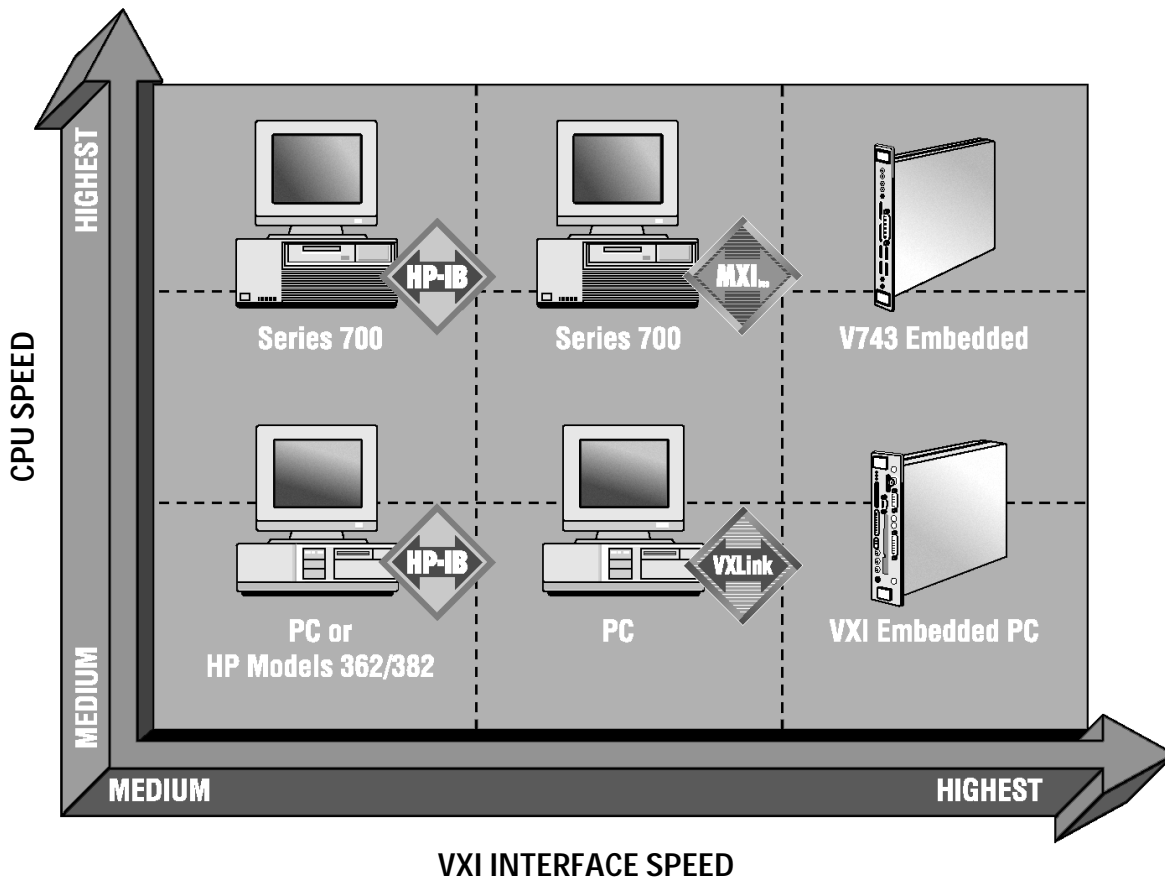 HIGHEST
CPU SPEED
MEDIUM
HP-IB
Series 700
MXIbus
Series 700
V743 Embedded
HP-IB
PC or
HP Models 362/382
VXLink
PC
VXI Embedded PC
MEDIUM
HIGHEST
VXI INTERFACE SPEED